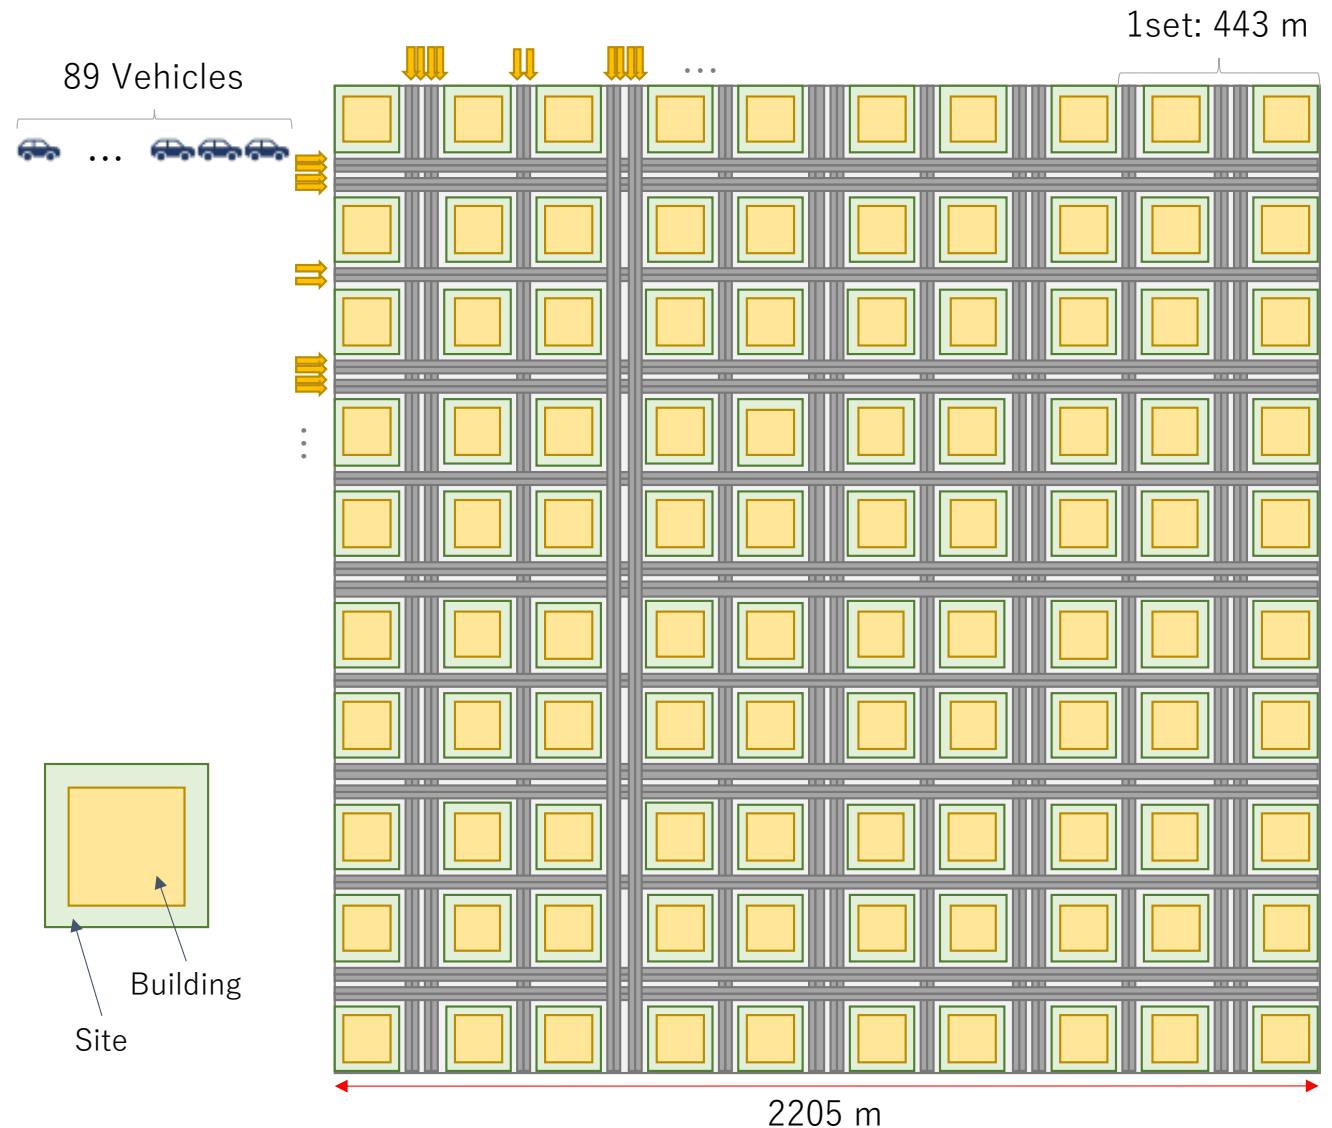 1set: 443 m
89 Vehicles
…
…
⋮
Building
Site
2205 m